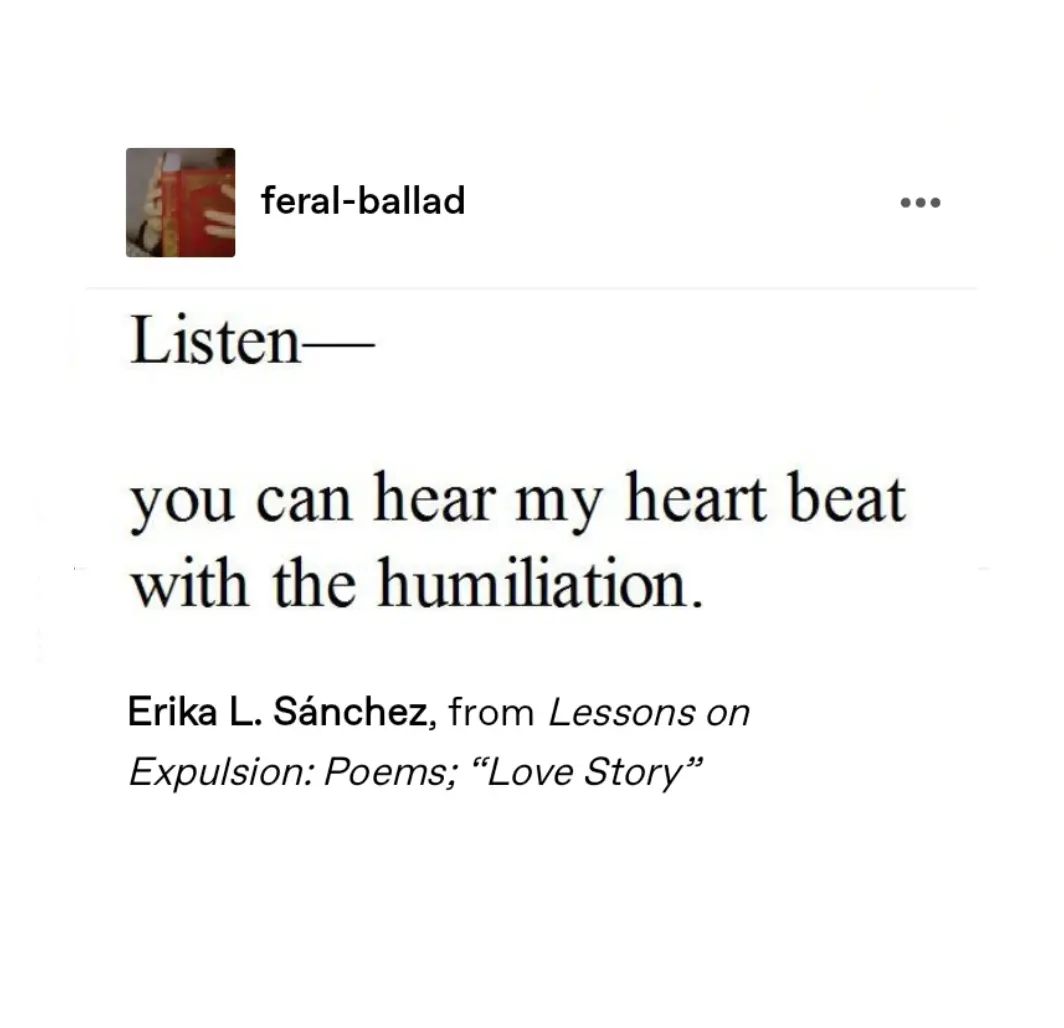 feral-ballad
Listen—
you can hear my heart beat
with the humiliation.
Erika L. Sánchez, from Lessons on
Expulsion: Poems; “Love Story”